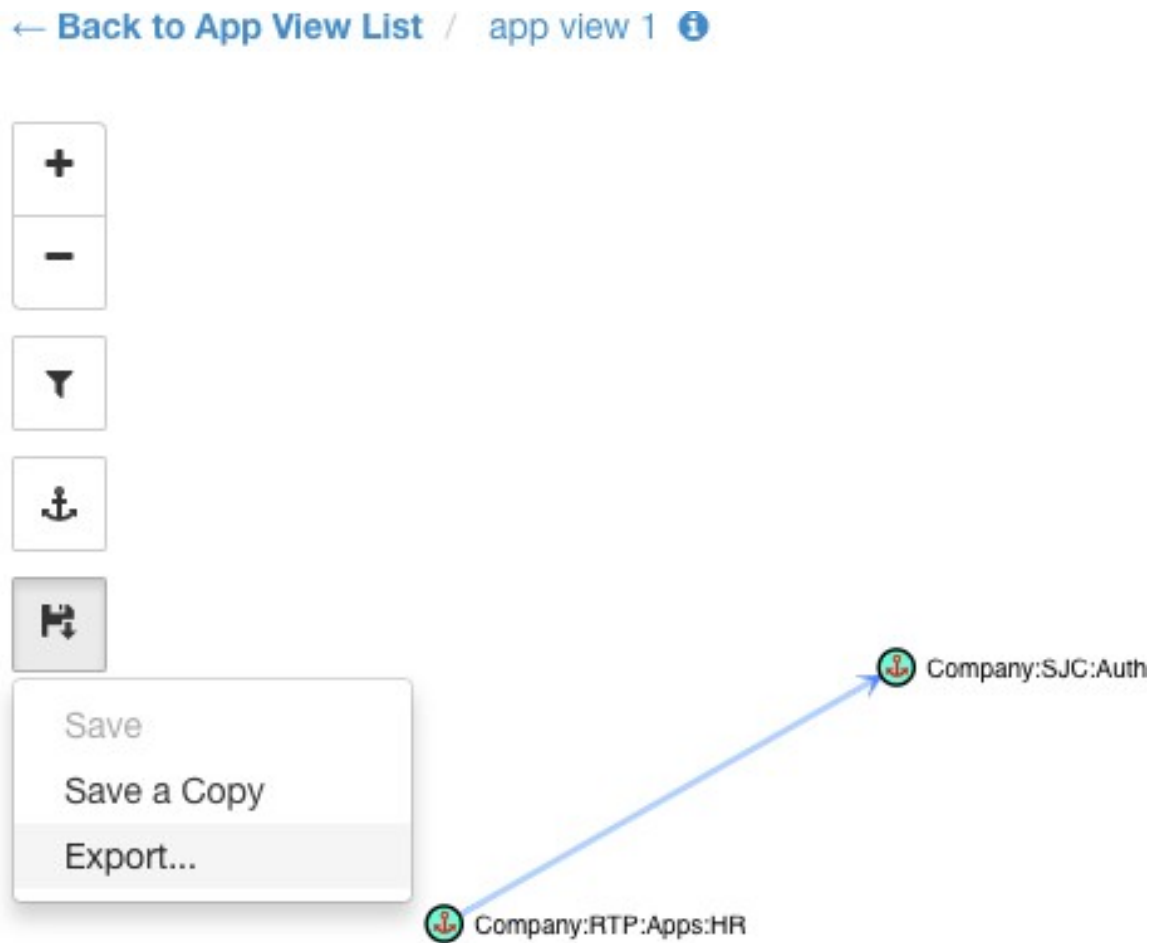 ← Back to App View List / app view 1
Save
Save a Copy
Export...
Company:SJC:Auth
Company:RTP:Apps:HR